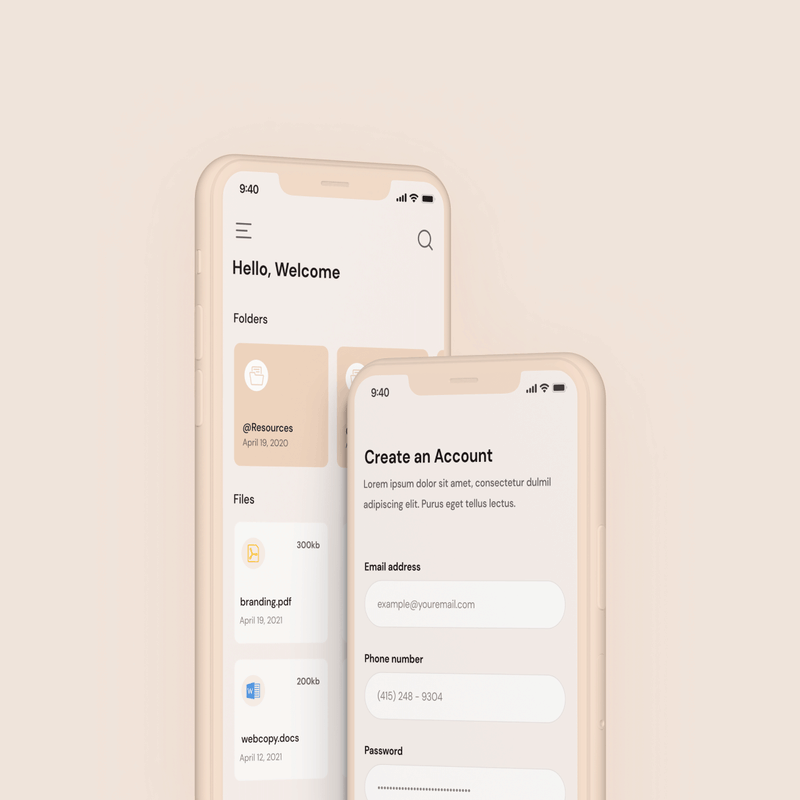 9:40
Hello, Welcome
Folders
@Resources
April 19, 2020
Files
300kb
branding.pdf
April 19, 2021
200kb
webcopy.docs
April 12, 2021
9:40
Create an Account
Lorem ipsum dolor sit amet, consectetur dulmil
adipiscing elit. Purus eget tellus lectus.
Email address
example@youremail.com
Phone number
(415) 248 - 9304
Password